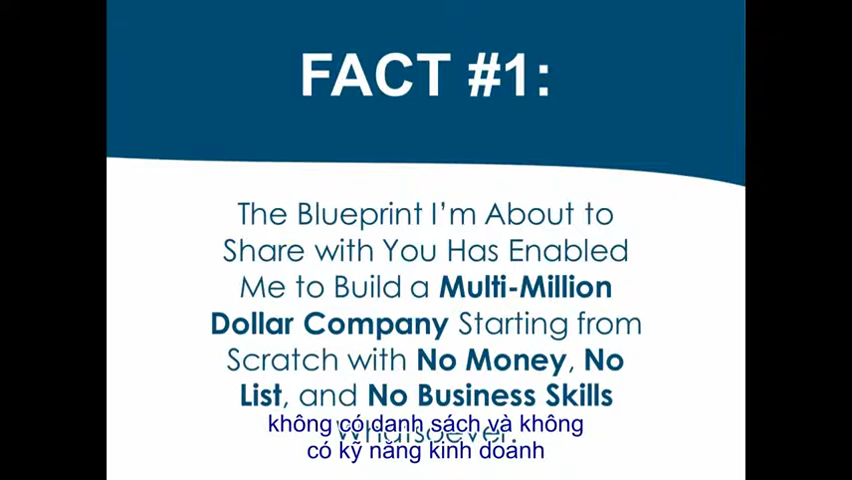 FACT #1:
The Blueprint I'm About to
Share with You Has Enabled
Me to Build a Multi-Million
Dollar Company Starting from
Scratch with No Money, No
List, and No Business Skills
Whatsoever.
không có danh sách và không
có kỹ năng kinh doanh